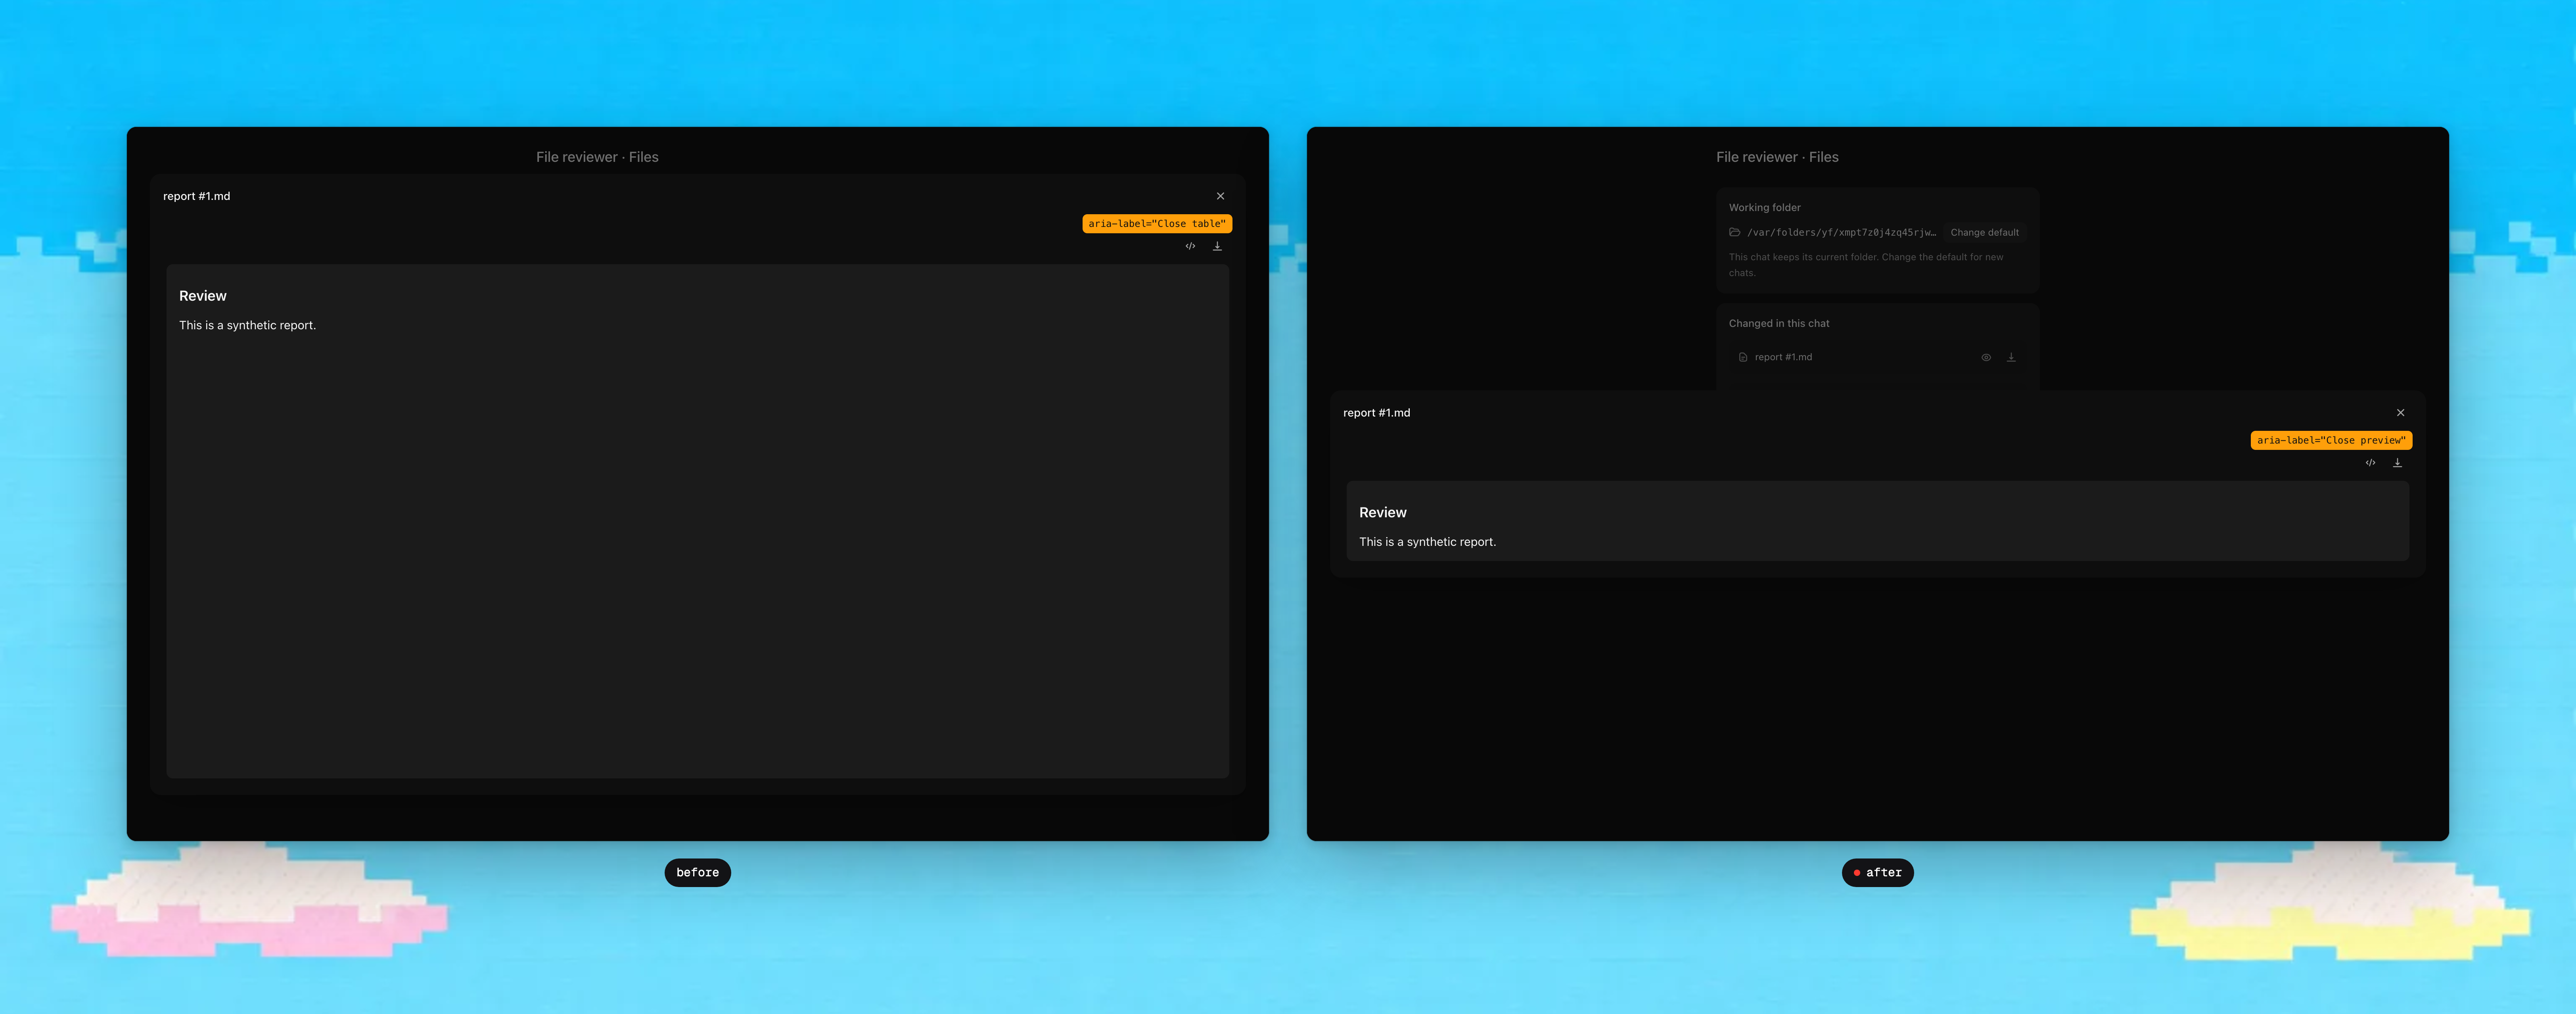 File reviewer · Files
report #1.md
aria-label="Close table"
</>
Review
This is a synthetic report.
before
File reviewer · Files
Working folder
/var/folders/yf/xmpt7z0j4zq45rjw… Change default
This chat keeps its current folder. Change the default for new
chats.
Changed in this chat
report #1.md
report #1.md
aria-label="Close preview"
</>
Review
This is a synthetic report.
after